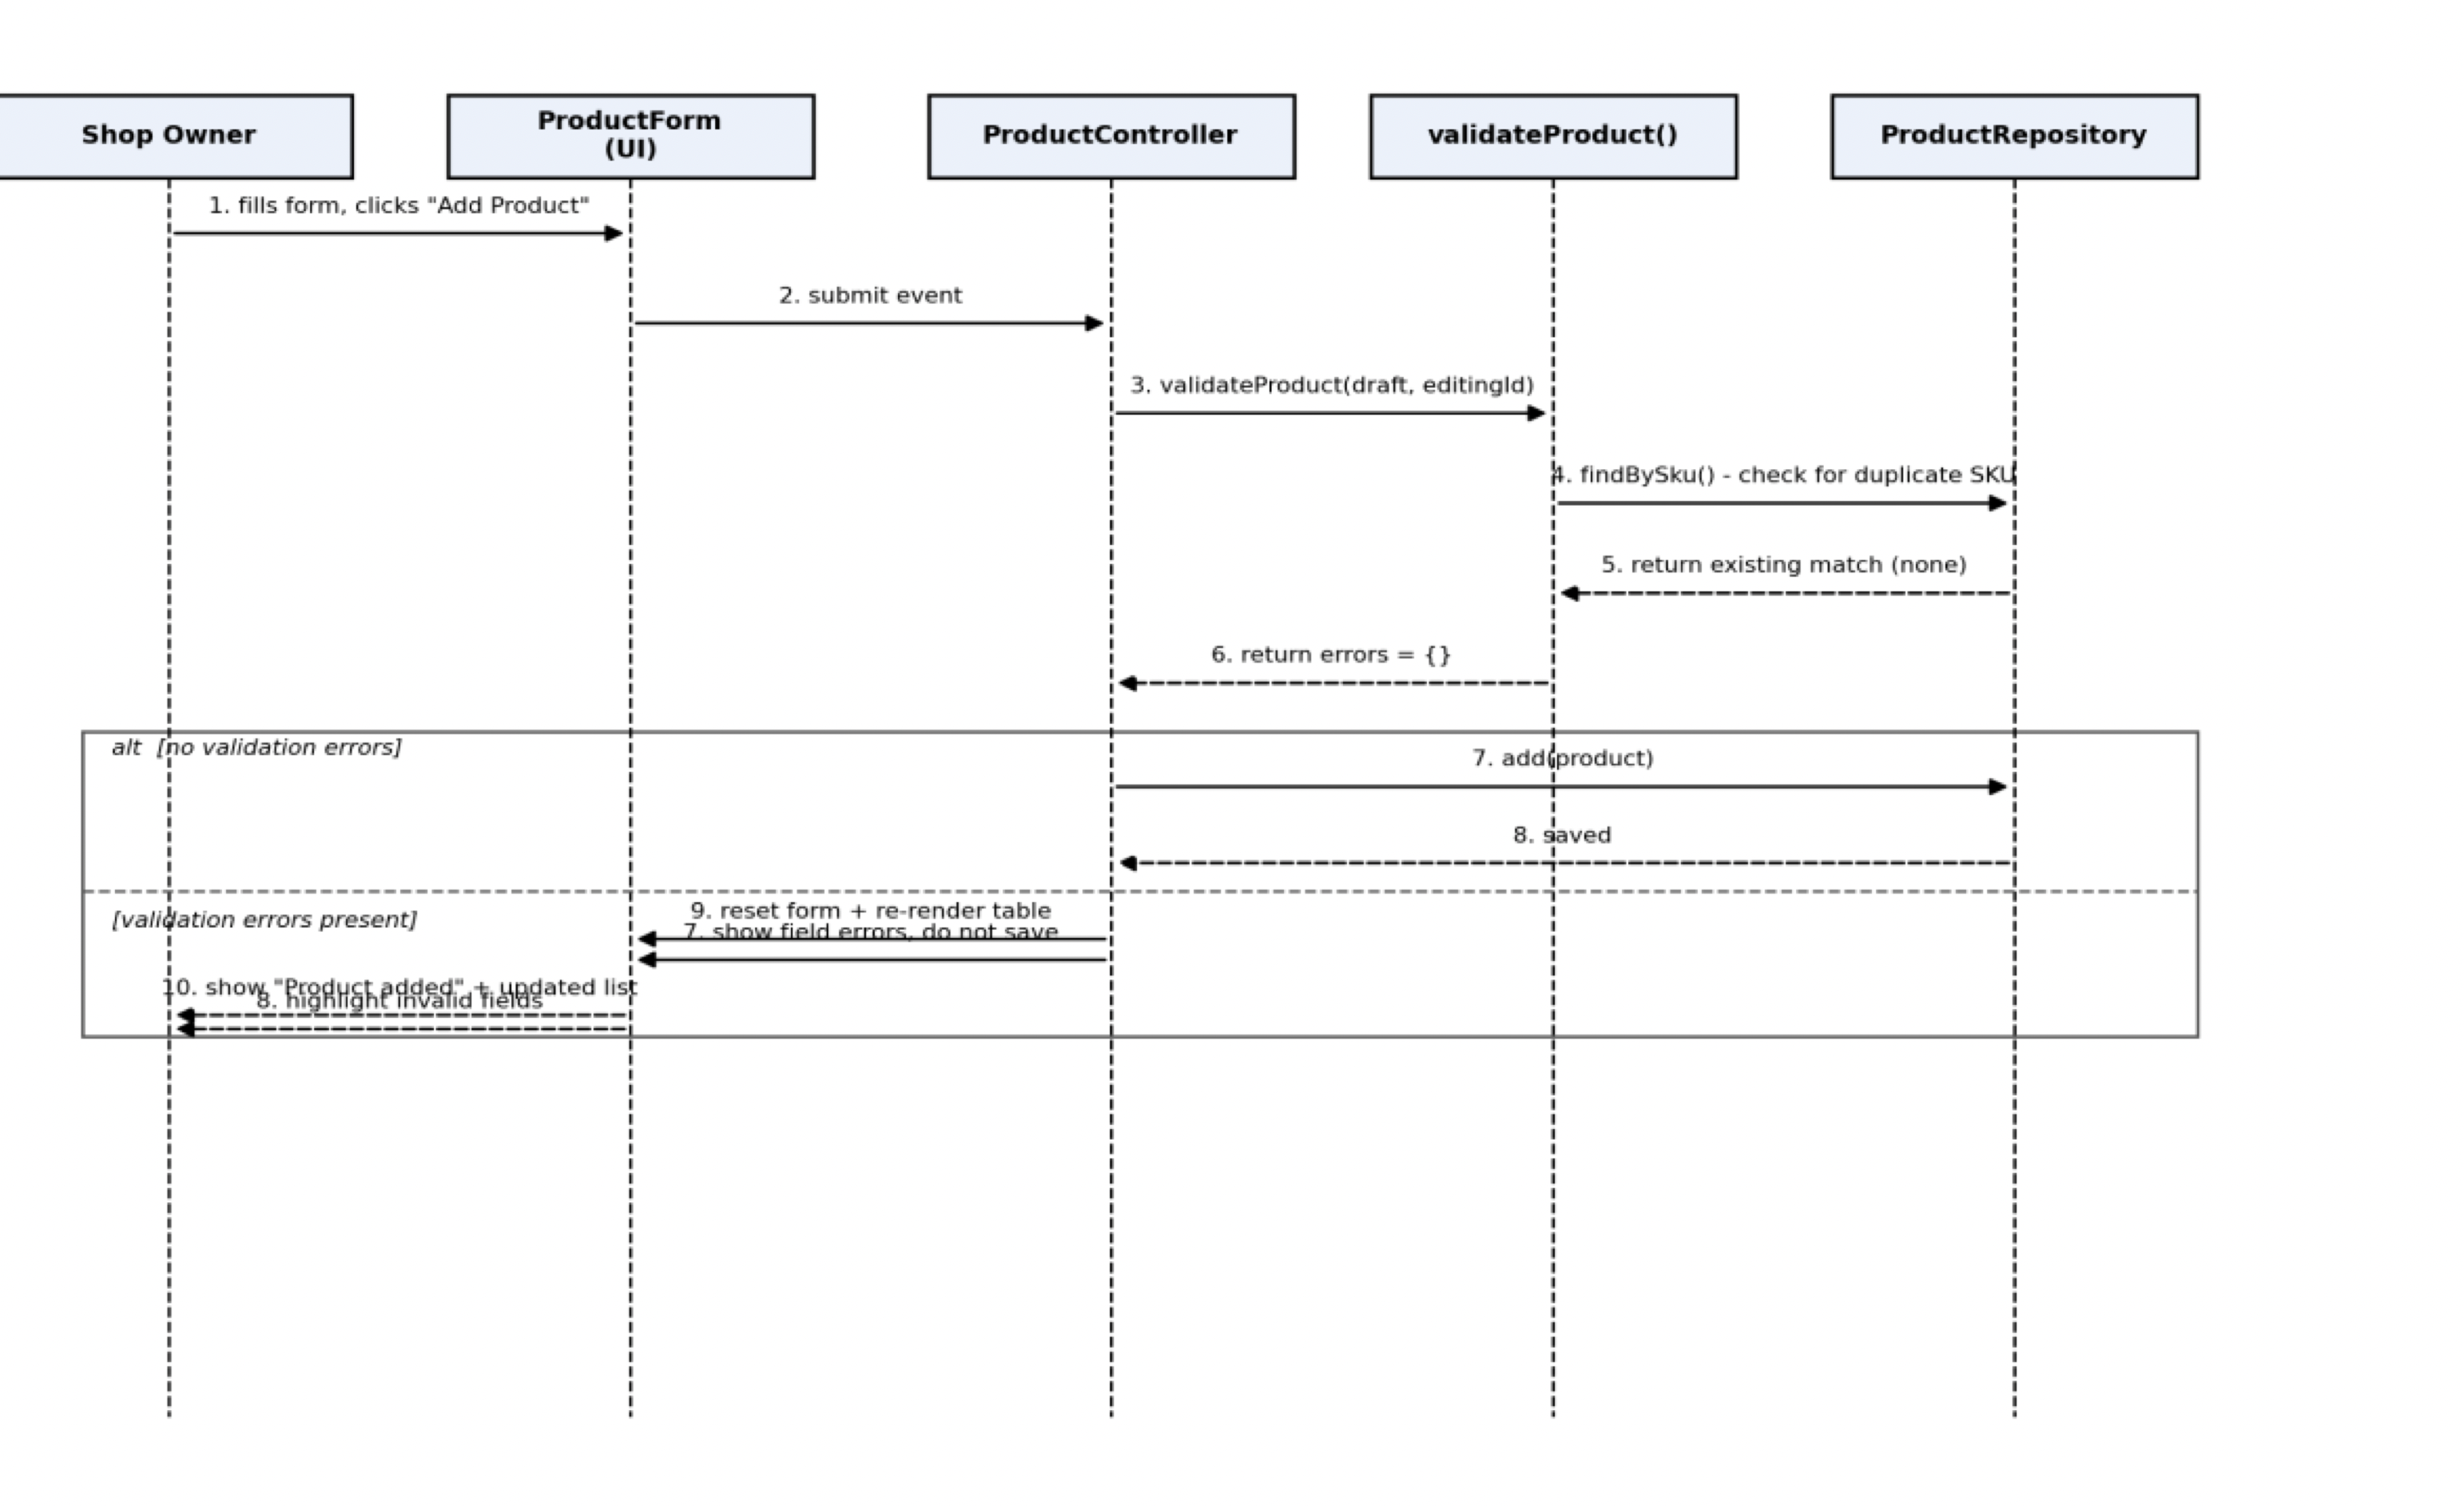 Shop Owner
ProductForm
(UI)
ProductController
validateProduct()
ProductRepository
1. fills form, clicks "Add Product"
2. submit event
3. validateProduct(draft, editingId)
4. findBySku() - check for duplicate SKU
5. return existing match (none)
6. return errors = {}
alt [no validation errors]
7. add(product)
8. saved
[validation errors present]
9. reset form + re-render table
7. show field errors, do not save
10. show "Product added" + updated list
8. highlight invalid fields